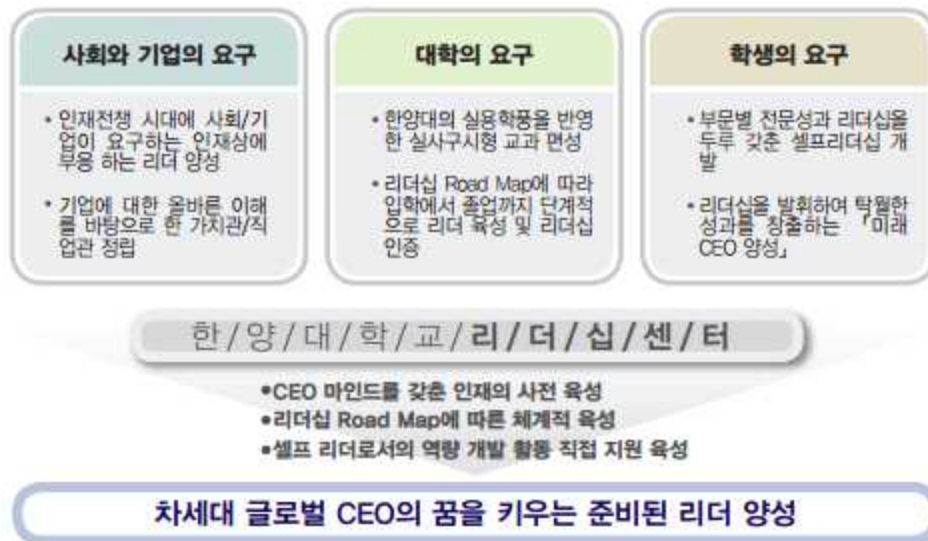 사회와 기업의 요구
• 인재전쟁 시대에 사회/기
업이 요구하는 인재상에
부응 하는 리더 양성
• 기업에 대한 올바른 이해
를 바탕으로 한 가치관/직
업관 정립
대학의 요구
• 한양대의 실용학풍을 반영
한 실사구시형 교과 편성
• 리더십 Road Map에 따라
입학에서 졸업까지 단계적
으로 리더 육성 및 리더십
인증
학생의 요구
• 부문별 전문성과 리더십을
두루 갖춘 셀프리더십 개
발
• 리더십을 발휘하여 탁월한
성과를 창출하는 「미래
CEO 양성」
한/양/대/학/교/리/더/십/센/터
•CEO 마인드를 갖춘 인재의 사전 육성
•리더십 Road Map에 따른 체계적 육성
•셀프 리더로서의 역량 개발 활동 직접 지원 육성
차세대 글로벌 CEO의 꿈을 키우는 준비된 리더 양성